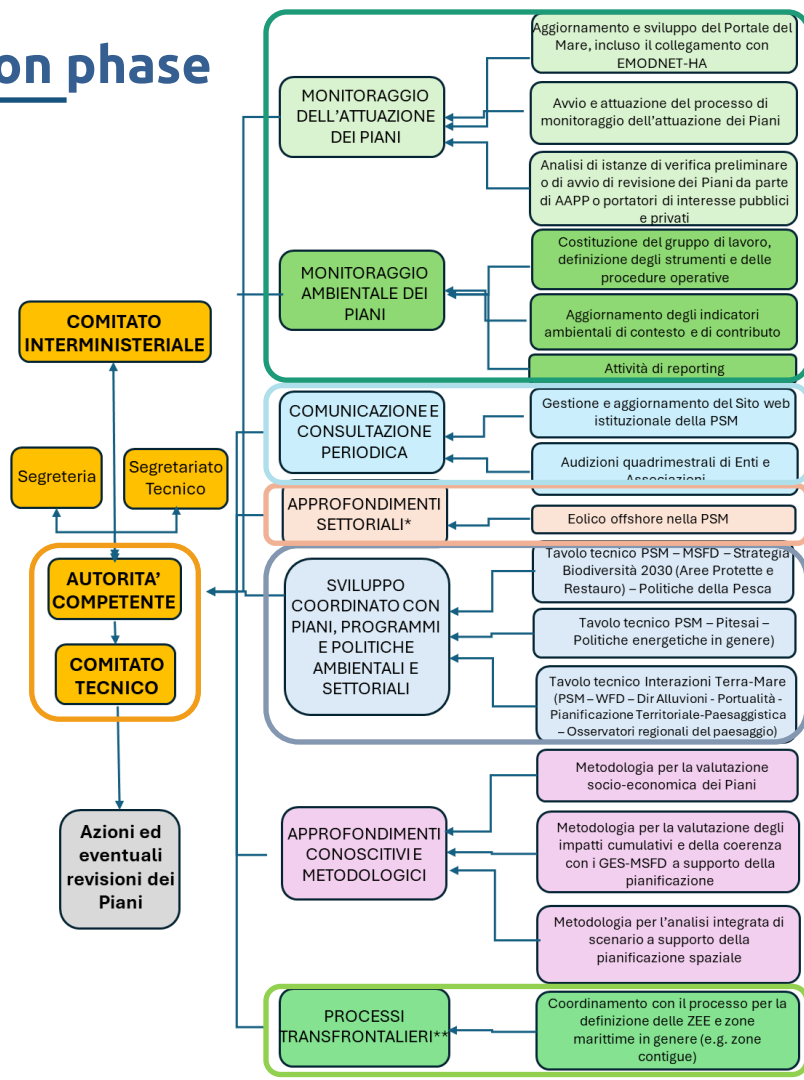 on phase
COMITATO
INTERMINISTERIALE
Segreteria
Segretariato
Tecnico
AUTORITA’
COMPETENTE
COMITATO
TECNICO
Azioni ed
eventuali
revisioni dei
Piani
MONITORAGGIO
DELL’ATTUAZIONE
DEI PIANI
Aggiornamento e sviluppo del Portale del
Mare, incluso il collegamento con
EMODNET-HA
Avvio e attuazione del processo di
monitoraggio dell’attuazione dei Piani
Analisi di istanze di verifica preliminare
o di avvio di revisione dei Piani da parte
di AAPP o portatori di interesse pubblici
e privati
MONITORAGGIO
AMBIENTALE DEI
PIANI
Costituzione del gruppo di lavoro,
definizione degli strumenti e delle
procedure operative
Aggiornamento degli indicatori
ambientali di contesto e di contributo
Attività di reporting
COMUNICAZIONE E
CONSULTAZIONE
PERIODICA
Gestione e aggiornamento del Sito web
istituzionale della PSM
Audizioni quadrimestrali di Enti e
Associazioni
APPROFONDIMENTI
SETTORIALI*
Eolico offshore nella PSM
SVILUPPO
COORDINATO CON
PIANI, PROGRAMMI
E POLITICHE
AMBIENTALI E
SETTORIALI
Tavolo tecnico PSM – MSFD – Strategia
Biodiversità 2030 (Aree Protette e
Restauro) – Politiche della Pesca
Tavolo tecnico PSM – Pitesai –
Politiche energetiche in genere)
Tavolo tecnico Interazioni Terra-Mare
(PSM – WFD – Dir Alluvioni - Portualità -
Pianificazione Territoriale-Paesaggistica
– Osservatori regionali del paesaggio)
APPROFONDIMENTI
CONOSCITIVI E
METODOLOGICI
Metodologia per la valutazione
socio-economica dei Piani
Metodologia per la valutazione degli
impatti cumulativi e della coerenza
con i GES-MSFD a supporto della
pianificazione
Metodologia per l’analisi integrata di
scenario a supporto della
pianificazione spaziale
PROCESSI
TRANSFRONTALIERI**
Coordinamento con il processo per la
definizione delle ZEE e zone
marittime in genere (e.g. zone
contigue)